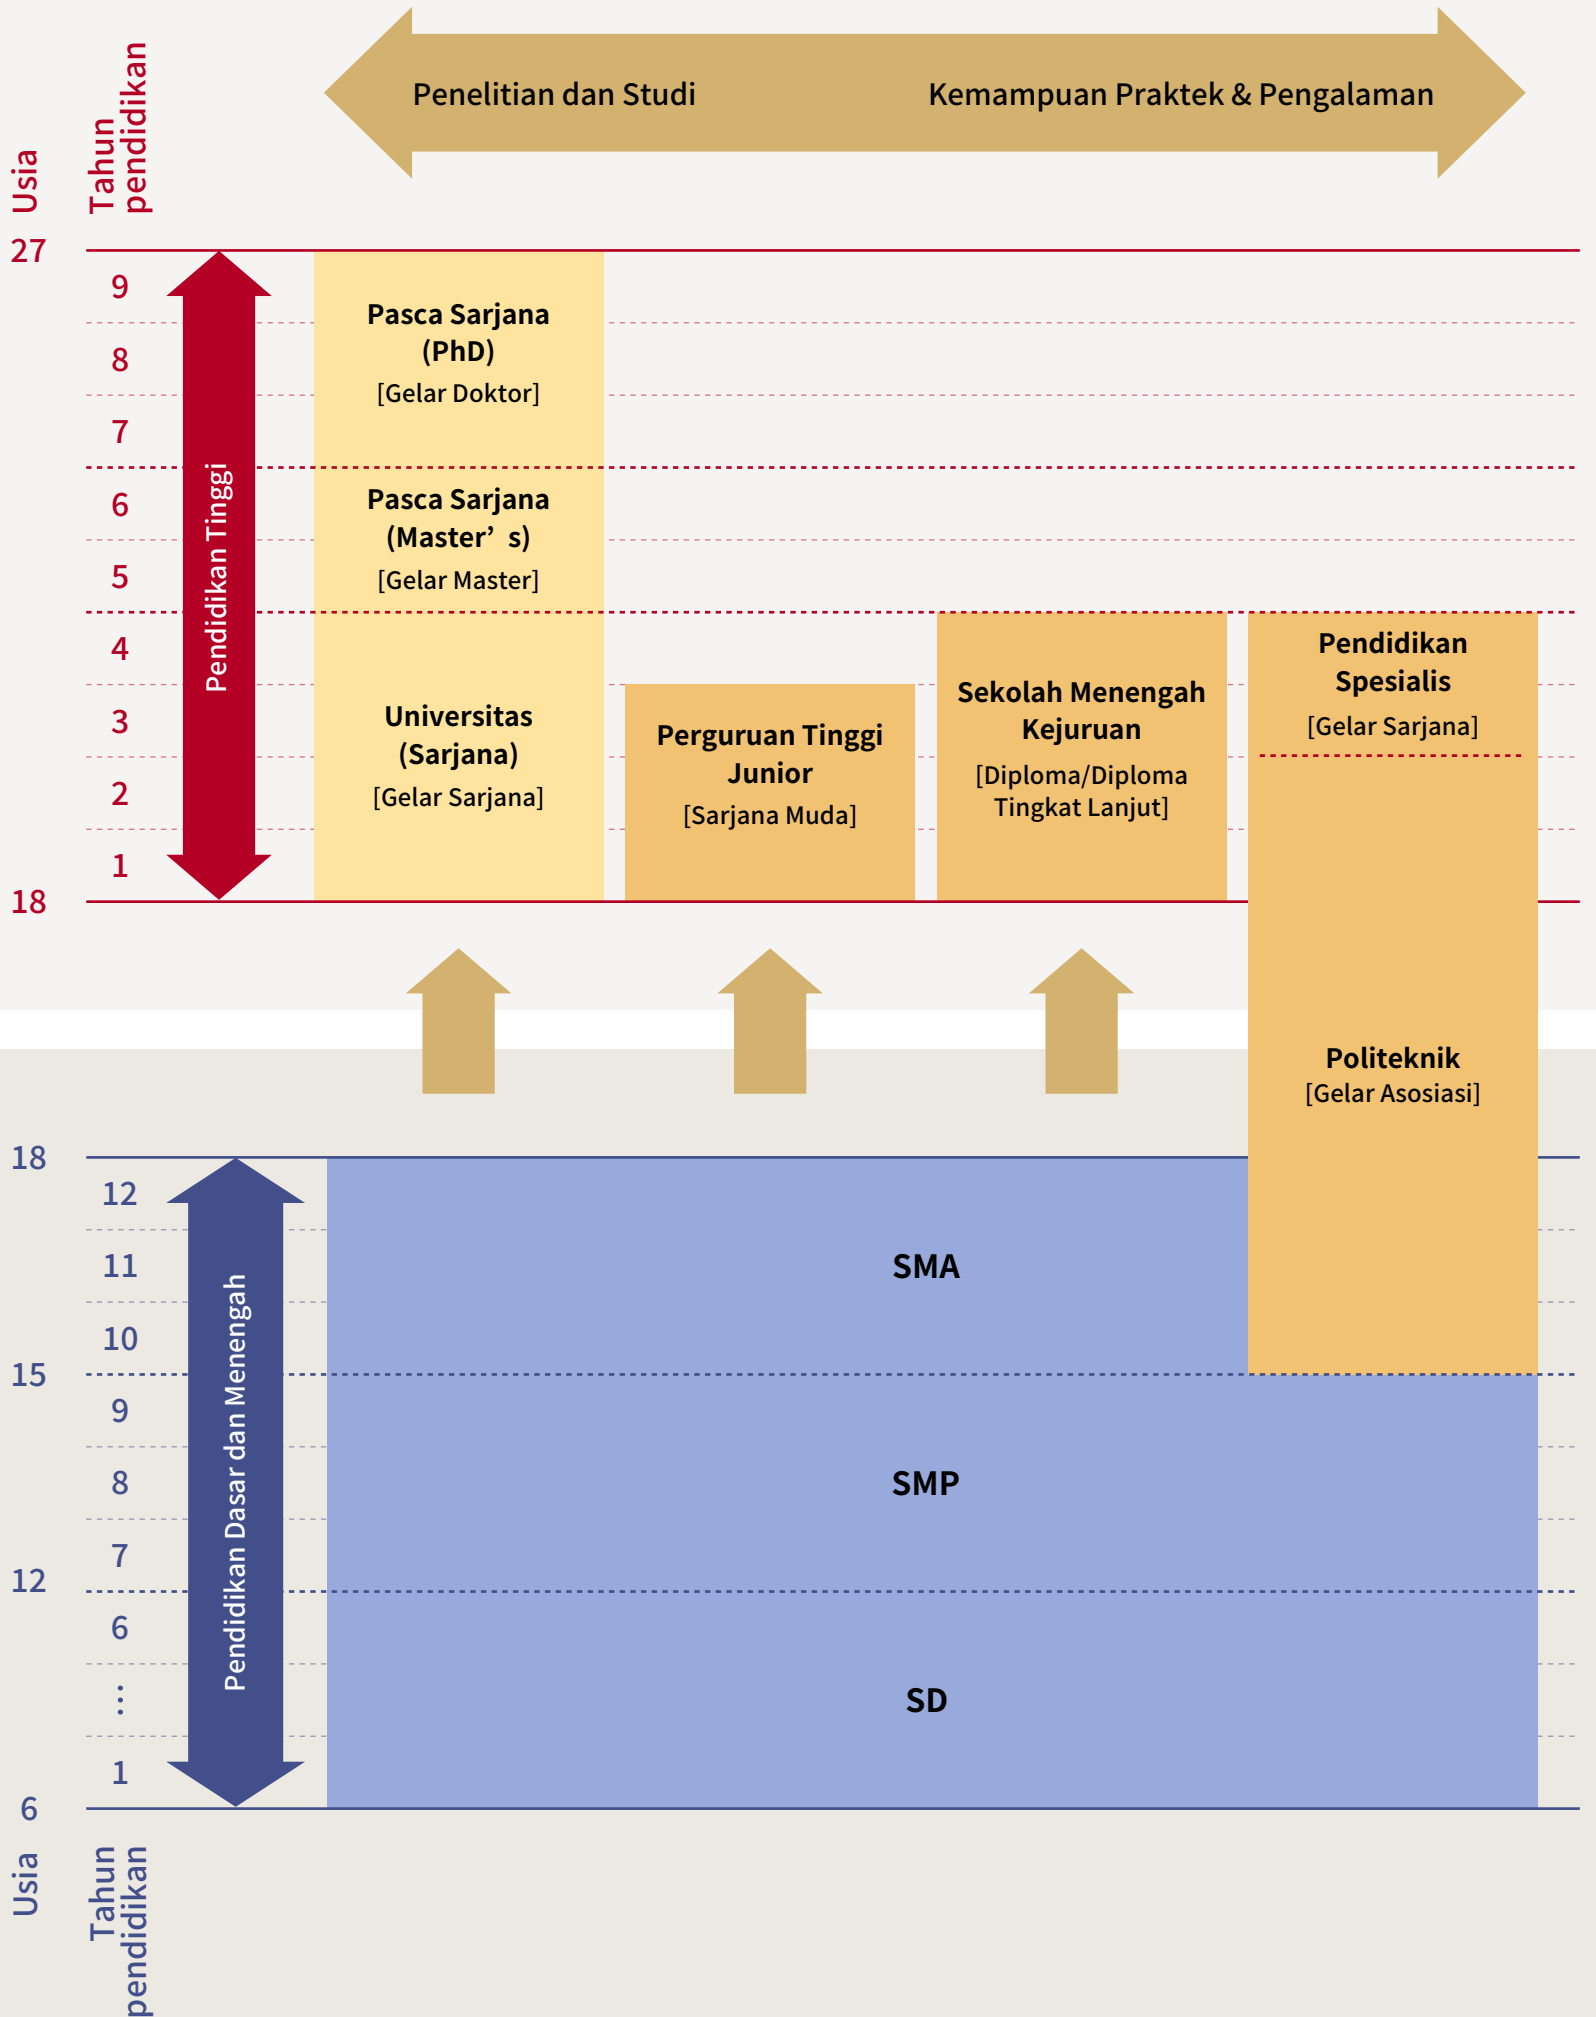 Penelitian dan Studi
Kemampuan Praktek & Pengalaman
Usia
Tahun
pendidikan
27
9
8
7
6
5
4
3
2
1
18
Pendidikan Tinggi
Pasca Sarjana
(PhD)
[Gelar Doktor]
Pasca Sarjana
(Master’ s)
[Gelar Master]
Universitas
(Sarjana)
[Gelar Sarjana]
Perguruan Tinggi
Junior
[Sarjana Muda]
Sekolah Menengah
Kejuruan
[Diploma/Diploma
Tingkat Lanjut]
Pendidikan
Spesialis
[Gelar Sarjana]
Politeknik
[Gelar Asosiasi]
18
12
11
10
15
9
8
7
12
6
⋮
1
6
Pendidikan Dasar dan Menengah
SMA
SMP
SD
Usia
Tahun
pendidikan